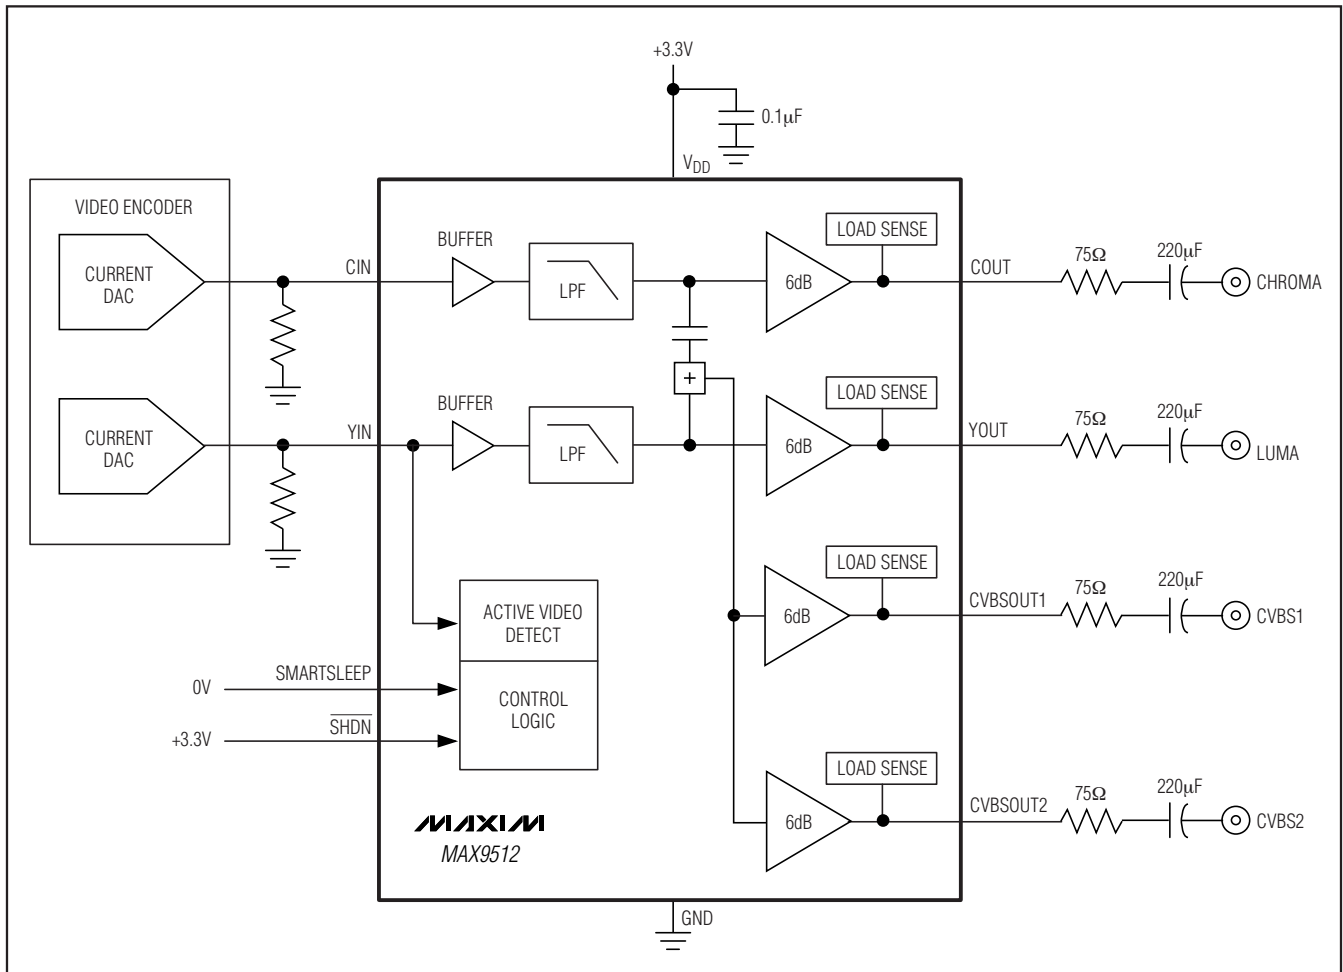 +3.3V
0.1µF
VDD
VIDEO ENCODER
CURRENT
DAC
CIN
BUFFER
LPF
6dB
LOAD SENSE
COUT
75Ω
220µF
CHROMA
+
CURRENT
DAC
YIN
BUFFER
LPF
6dB
LOAD SENSE
YOUT
75Ω
220µF
LUMA
ACTIVE VIDEO
DETECT
6dB
LOAD SENSE
CVBSOUT1
75Ω
220µF
CVBS1
0V
SMARTSLEEP
CONTROL
LOGIC
+3.3V
SHDN
6dB
LOAD SENSE
CVBSOUT2
75Ω
220µF
CVBS2
MAXIM
MAX9512
GND